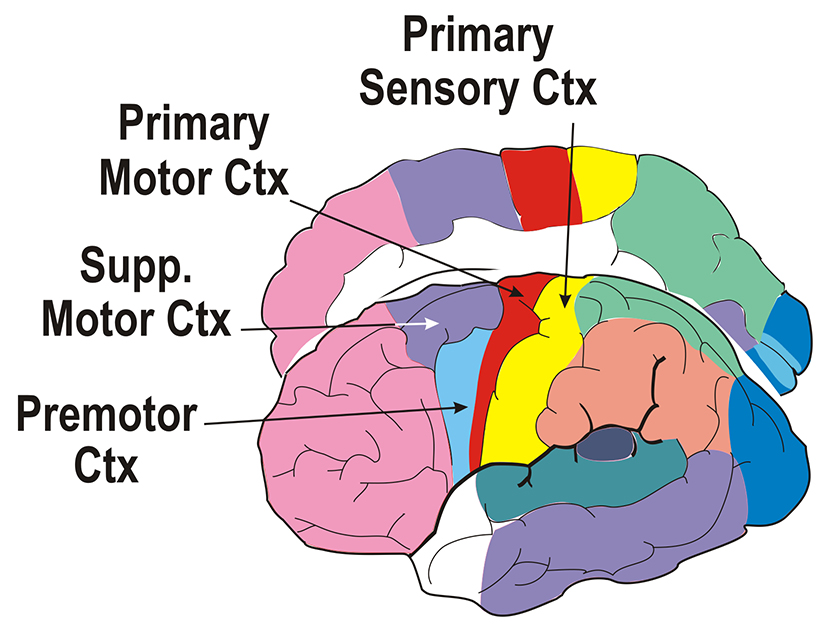 Primary
Sensory Ctx
Primary
Motor Ctx
Supp.
Motor Ctx
Premotor
Ctx